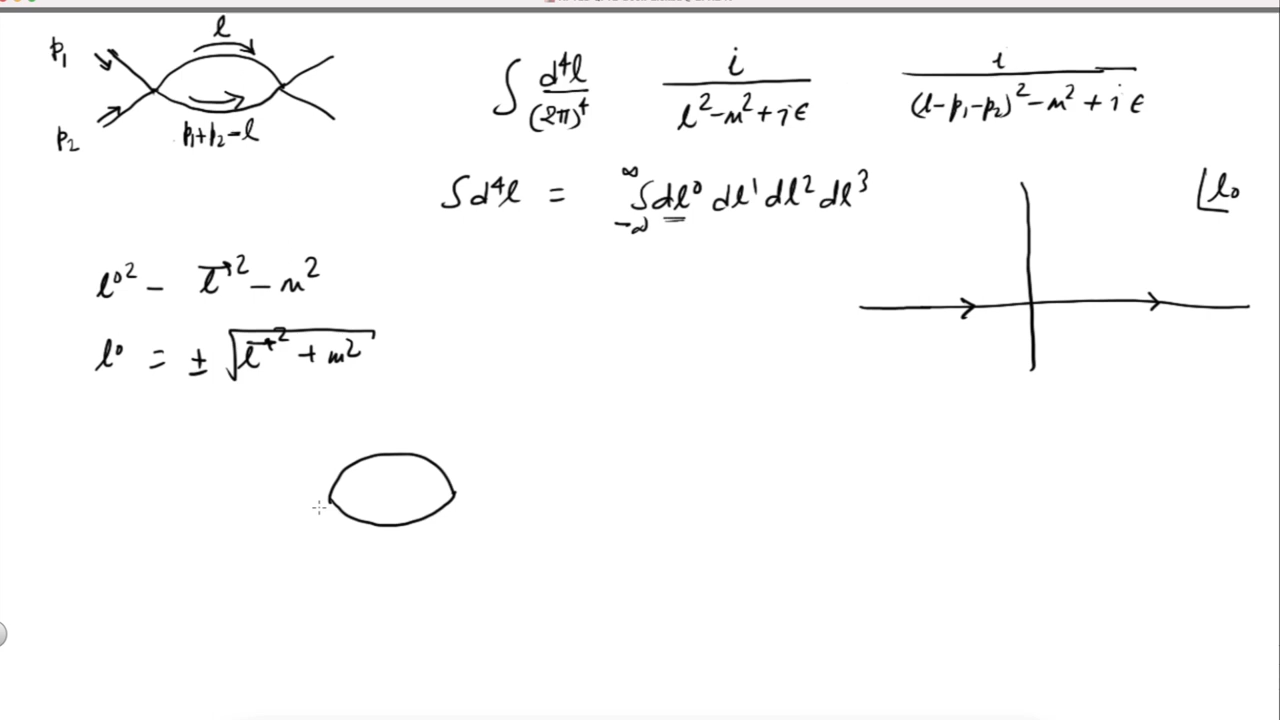 l
p₁
p₂
p₁+p₂-l
∫ d⁴l/(2π)⁴ i/(l²-m²+iϵ) i/((l-p₁-p₂)²-m²+iϵ)
∫d⁴l = ∫_{-∞}^{∞} dl⁰ dl¹ dl² dl³
l₀
l⁰² - l⃗² - m²
l⁰ = ± √(l⃗² + m²)